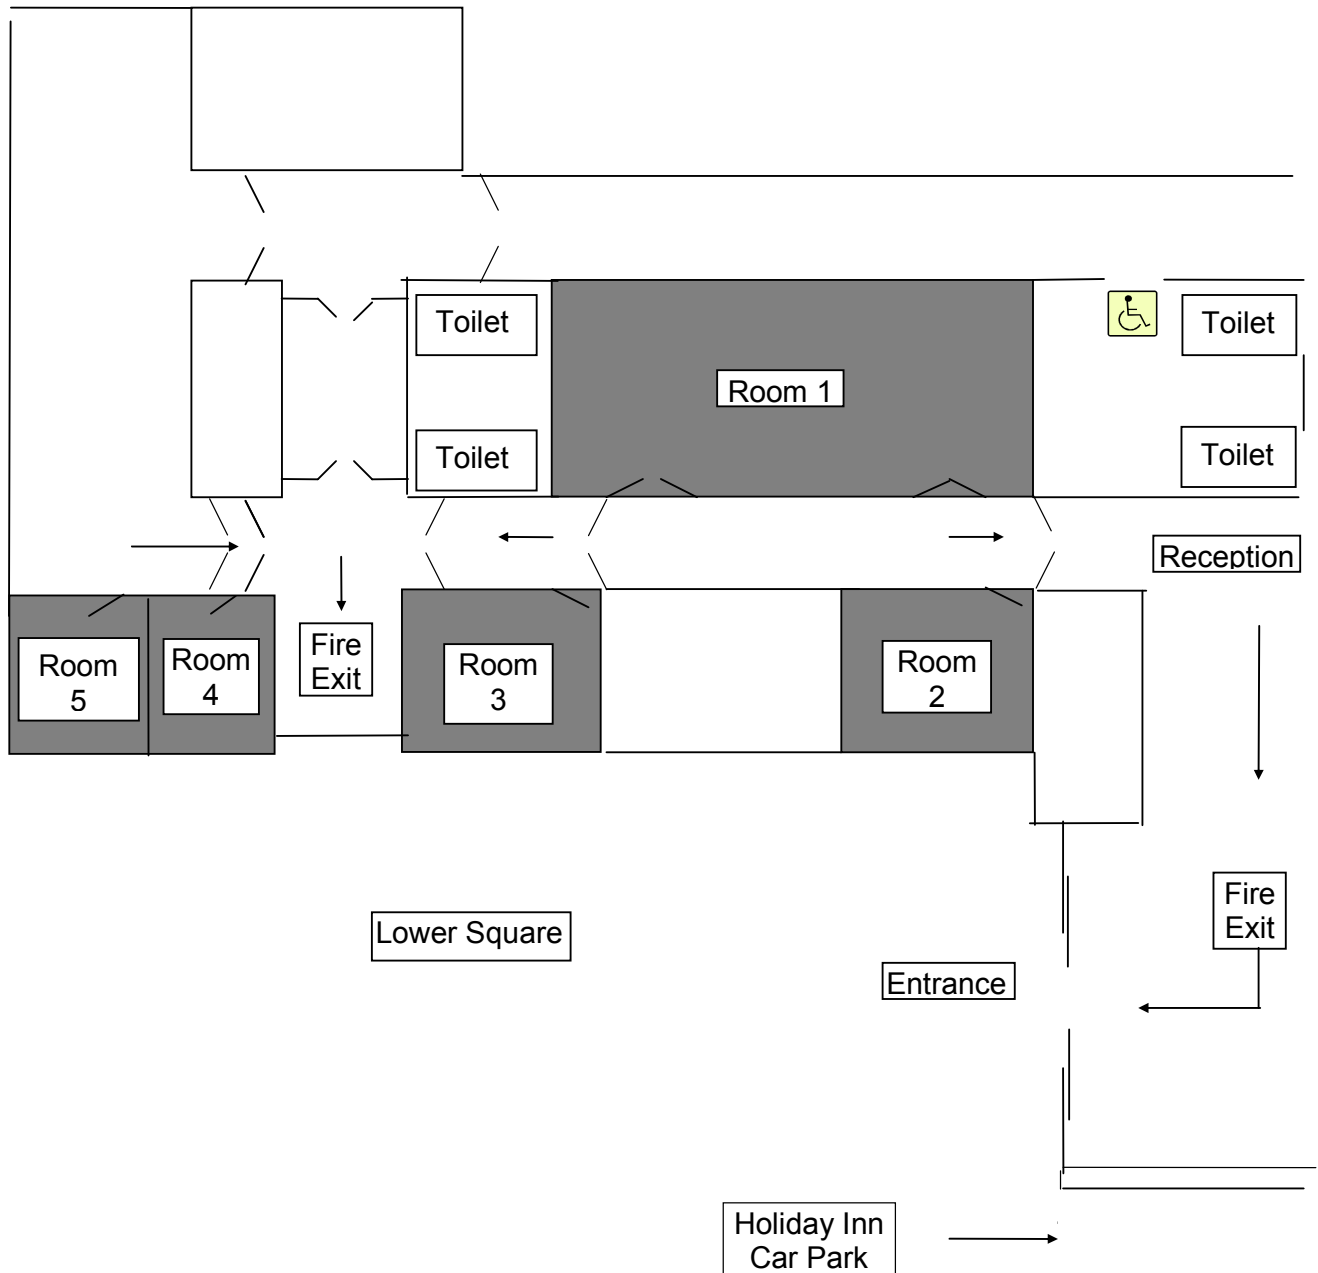 Toilet
Toilet
Room 1
Toilet
Toilet
Reception
Room
5
Room
4
Fire
Exit
Room
3
Room
2
Fire
Exit
Lower Square
Entrance
Holiday Inn
Car Park